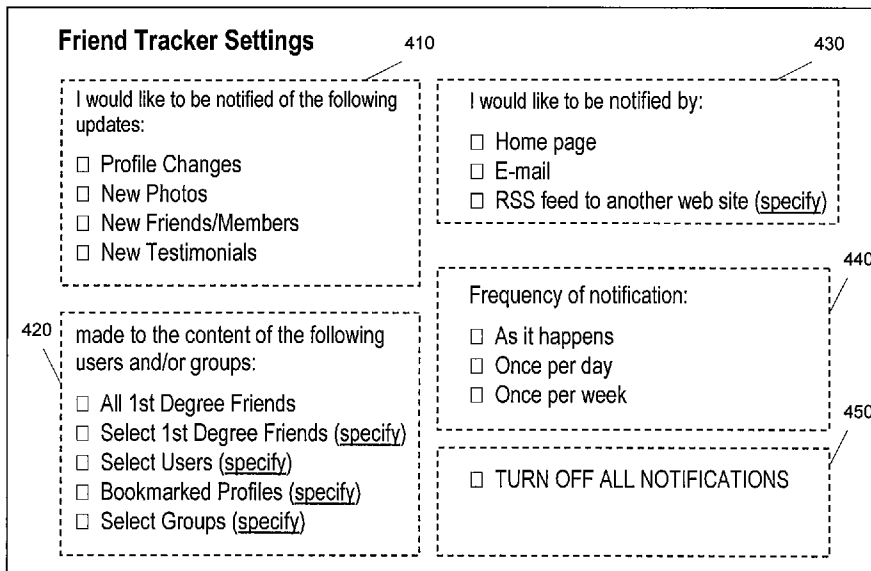 Friend Tracker Settings
410
I would like to be notified of the following
updates:
☐ Profile Changes
☐ New Photos
☐ New Friends/Members
☐ New Testimonials
420
made to the content of the following
users and/or groups:
☐ All 1st Degree Friends
☐ Select 1st Degree Friends (specify)
☐ Select Users (specify)
☐ Bookmarked Profiles (specify)
☐ Select Groups (specify)
430
I would like to be notified by:
☐ Home page
☐ E-mail
☐ RSS feed to another web site (specify)
440
Frequency of notification:
☐ As it happens
☐ Once per day
☐ Once per week
450
☐ TURN OFF ALL NOTIFICATIONS